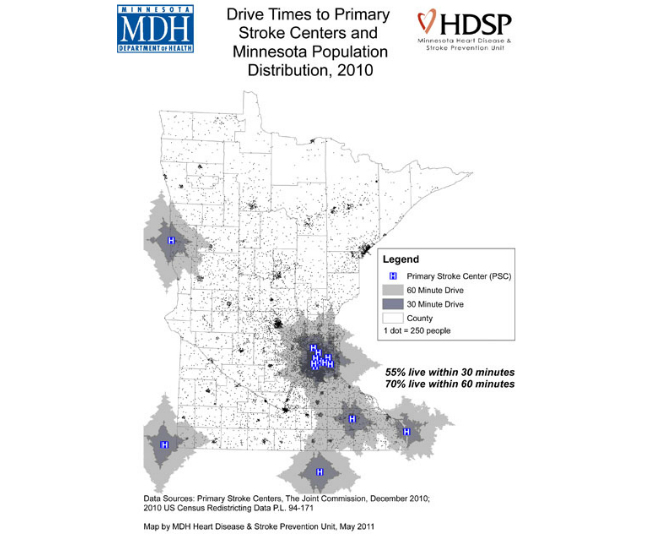 MINNESOTA
MDH
DEPARTMENT OF HEALTH
Drive Times to Primary
Stroke Centers and
Minnesota Population
Distribution, 2010
HDSP
Minnesota Heart Disease &
Stroke Prevention Unit
H
H
H
H
H
H
H
H
H
H
H
H
Legend
H Primary Stroke Center (PSC)
60 Minute Drive
30 Minute Drive
County
1 dot = 250 people
55% live within 30 minutes
70% live within 60 minutes
Data Sources: Primary Stroke Centers, The Joint Commission, December 2010;
2010 US Census Redistricting Data P.L. 94-171
Map by MDH Heart Disease & Stroke Prevention Unit, May 2011